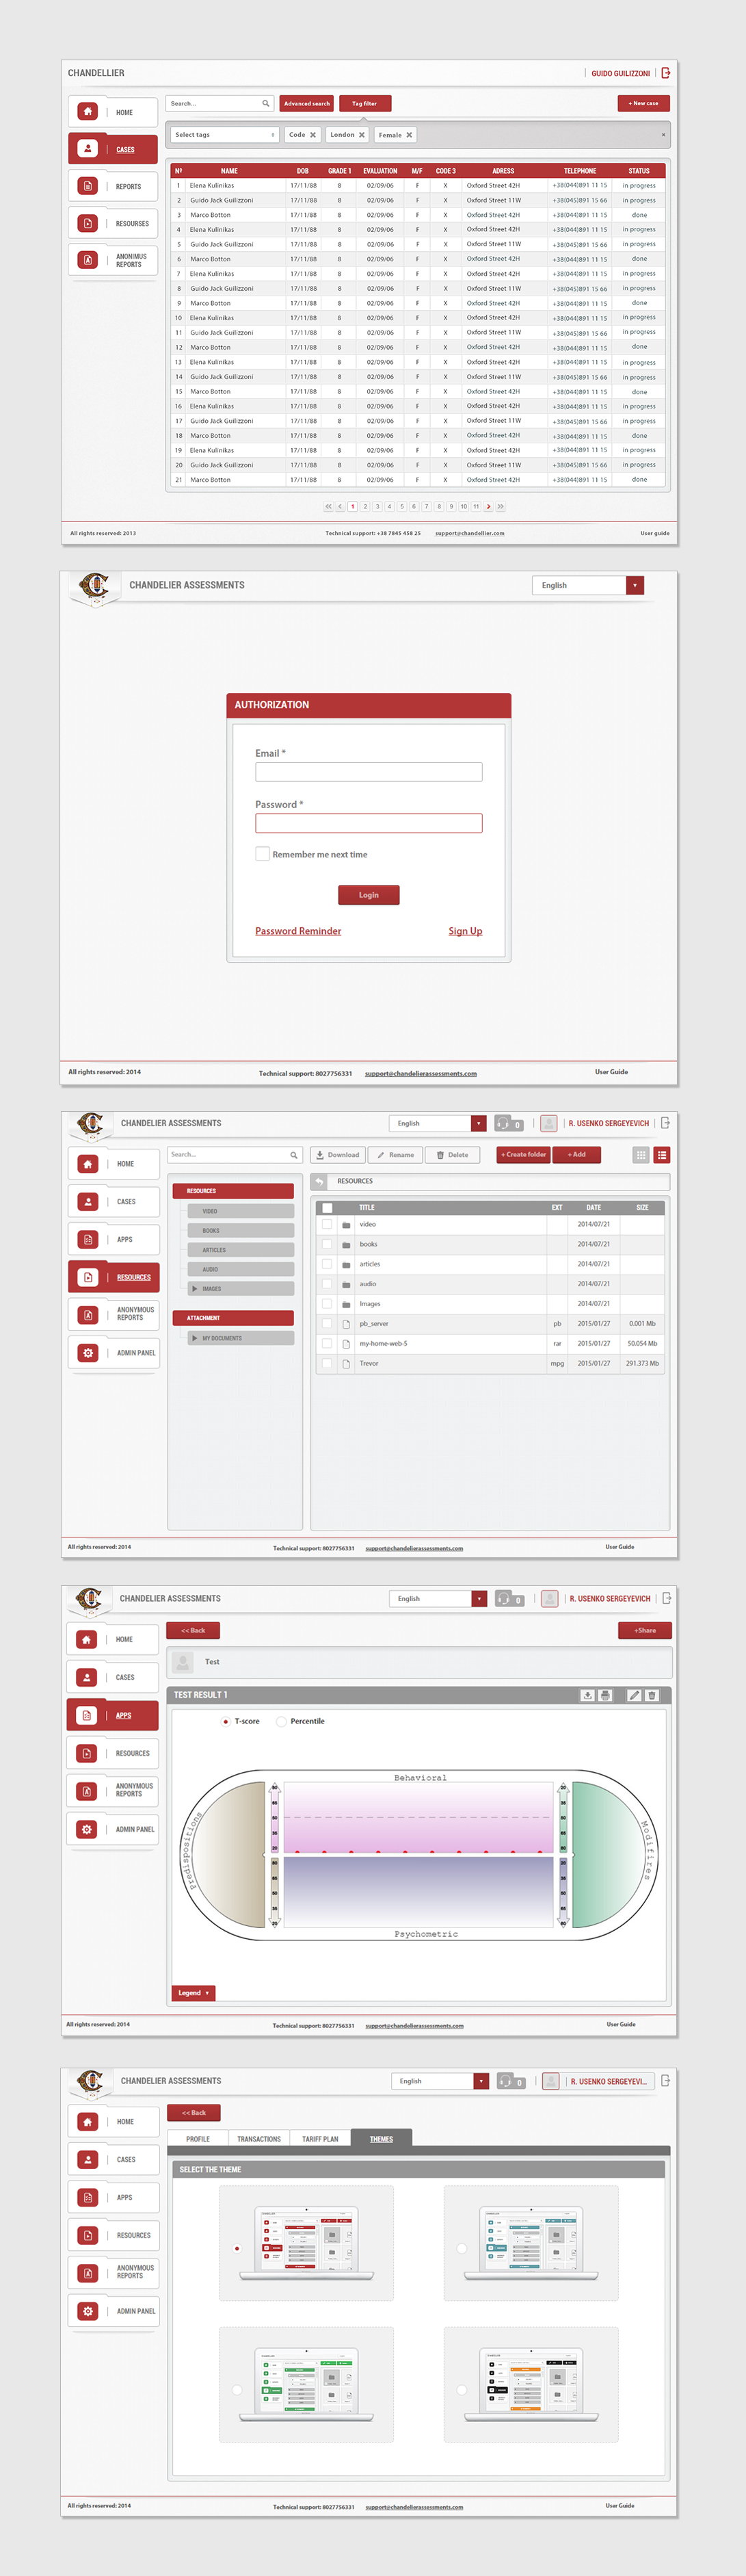 CHANDELLIER
GUIDO GUILIZZONI
HOME
CASES
REPORTS
RESOURSES
ANONIMUS
REPORTS
Search...
Advanced search
Tag filter
+ New case
Select tags
Code
London
Female
Nº NAME DOB GRADE 1 EVALUATION M/F CODE 3 ADRESS TELEPHONE STATUS
1 Elena Kulinikas 17/11/88 8 02/09/06 F X Oxford Street 42H +38(044)891 11 15 in progress
2 Guido Jack Guilizzoni 17/11/88 8 02/09/06 F X Oxford Street 11W +38(045)891 15 66 in progress
3 Marco Botton 17/11/88 8 02/09/06 F X Oxford Street 42H +38(044)891 11 15 done
4 Elena Kulinikas 17/11/88 8 02/09/06 F X Oxford Street 42H +38(044)891 11 15 in progress
5 Guido Jack Guilizzoni 17/11/88 8 02/09/06 F X Oxford Street 11W +38(045)891 15 66 in progress
6 Marco Botton 17/11/88 8 02/09/06 F X Oxford Street 42H +38(044)891 11 15 done
7 Elena Kulinikas 17/11/88 8 02/09/06 F X Oxford Street 42H +38(044)891 11 15 in progress
8 Guido Jack Guilizzoni 17/11/88 8 02/09/06 F X Oxford Street 11W +38(045)891 15 66 in progress
9 Marco Botton 17/11/88 8 02/09/06 F X Oxford Street 42H +38(044)891 11 15 done
10 Elena Kulinikas 17/11/88 8 02/09/06 F X Oxford Street 42H +38(044)891 11 15 in progress
11 Guido Jack Guilizzoni 17/11/88 8 02/09/06 F X Oxford Street 11W +38(045)891 15 66 in progress
12 Marco Botton 17/11/88 8 02/09/06 F X Oxford Street 42H +38(044)891 11 15 done
13 Elena Kulinikas 17/11/88 8 02/09/06 F X Oxford Street 42H +38(044)891 11 15 in progress
14 Guido Jack Guilizzoni 17/11/88 8 02/09/06 F X Oxford Street 11W +38(045)891 15 66 in progress
15 Marco Botton 17/11/88 8 02/09/06 F X Oxford Street 42H +38(044)891 11 15 done
16 Elena Kulinikas 17/11/88 8 02/09/06 F X Oxford Street 42H +38(044)891 11 15 in progress
17 Guido Jack Guilizzoni 17/11/88 8 02/09/06 F X Oxford Street 11W +38(045)891 15 66 in progress
18 Marco Botton 17/11/88 8 02/09/06 F X Oxford Street 42H +38(044)891 11 15 done
19 Elena Kulinikas 17/11/88 8 02/09/06 F X Oxford Street 42H +38(044)891 11 15 in progress
20 Guido Jack Guilizzoni 17/11/88 8 02/09/06 F X Oxford Street 11W +38(045)891 15 66 in progress
21 Marco Botton 17/11/88 8 02/09/06 F X Oxford Street 42H +38(044)891 11 15 done
1 2 3 4 5 6 7 8 9 10 11
All rights reserved: 2013
Technical support: +38 7845 458 25 support@chandellier.com
User guide
CHANDELIER ASSESSMENTS
English
AUTHORIZATION
Email *
Password *
Remember me next time
Login
Password Reminder
Sign Up
All rights reserved: 2014
Technical support: 8027756331 support@chandelierassessments.com
User Guide
CHANDELIER ASSESSMENTS
English
0
R. USENKO SERGEYEVICH
HOME
CASES
APPS
RESOURCES
ANONYMOUS
REPORTS
ADMIN PANEL
Search...
Download
Rename
Delete
+ Create folder
+ Add
RESOURCES
VIDEO
BOOKS
ARTICLES
AUDIO
IMAGES
ATTACHMENT
MY DOCUMENTS
RESOURCES
TITLE EXT DATE SIZE
video 2014/07/21
books 2014/07/21
articles 2014/07/21
audio 2014/07/21
Images 2014/07/21
pb_server pb 2015/01/27 0.001 Mb
my-home-web-5 rar 2015/01/27 50.054 Mb
Trevor mpg 2015/01/27 291.373 Mb
All rights reserved: 2014
Technical support: 8027756331 support@chandelierassessments.com
User Guide
CHANDELIER ASSESSMENTS
English
0
R. USENKO SERGEYEVICH
HOME
CASES
APPS
RESOURCES
ANONYMOUS
REPORTS
ADMIN PANEL
<< Back
+Share
Test
TEST RESULT 1
T-score
Percentile
Behavioral
Predispositions
Modifires
Psychometric
Legend
All rights reserved: 2014
Technical support: 8027756331 support@chandelierassessments.com
User Guide
CHANDELIER ASSESSMENTS
English
0
R. USENKO SERGEYEVI...
HOME
CASES
APPS
RESOURCES
ANONYMOUS
REPORTS
ADMIN PANEL
<< Back
PROFILE
TRANSACTIONS
TARIFF PLAN
THEMES
SELECT THE THEME
All rights reserved: 2014
Technical support: 8027756331 support@chandelierassessments.com
User Guide